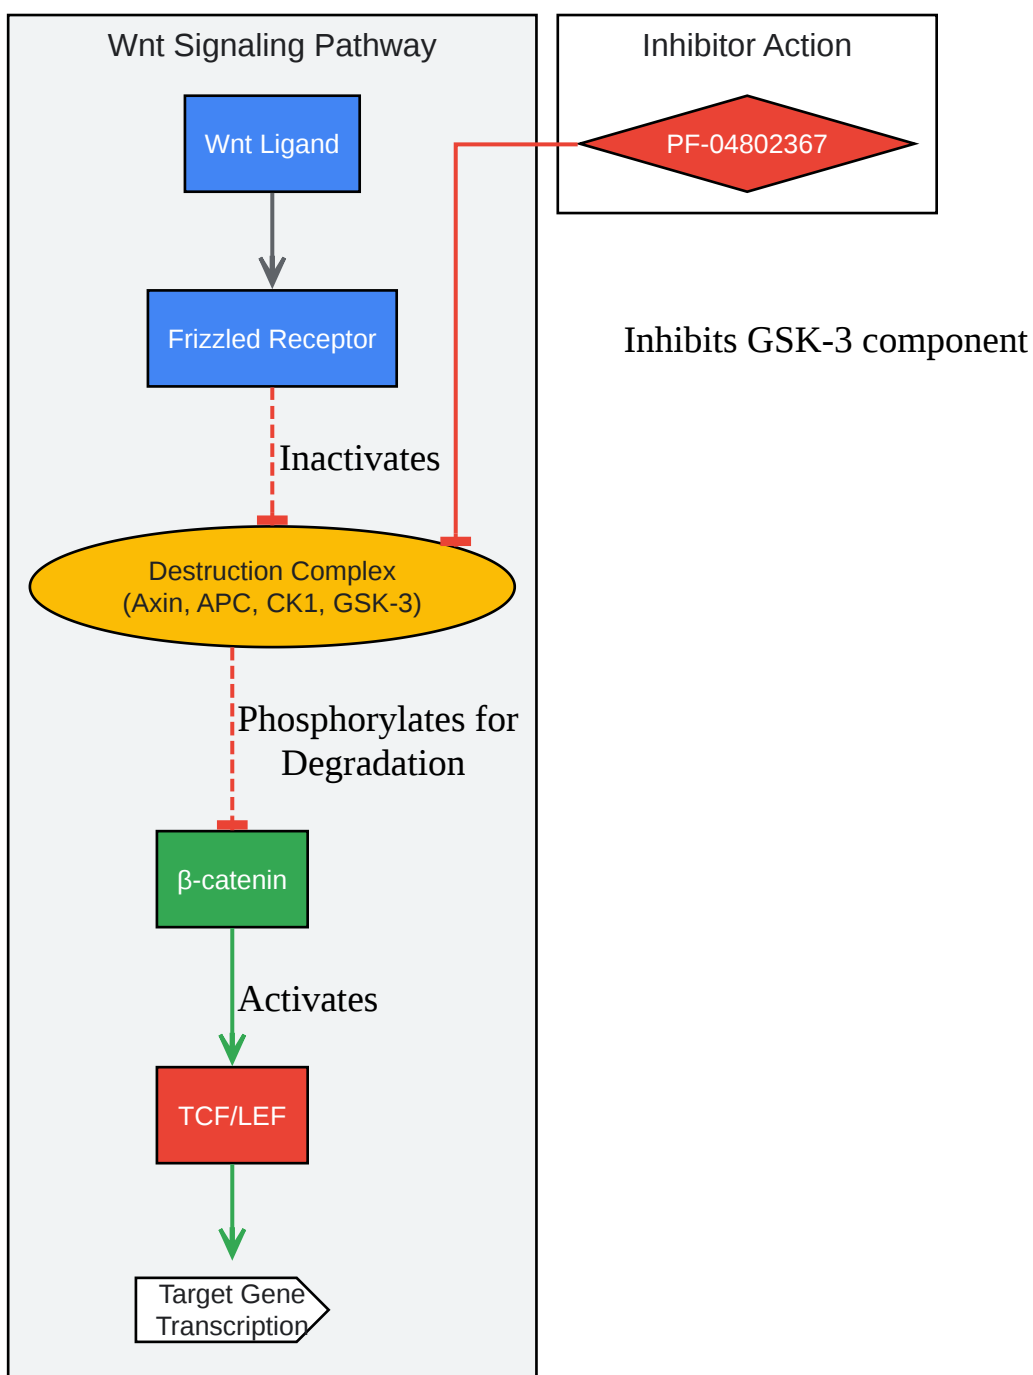 Wnt Signaling Pathway
Inhibitor Action
Wnt Ligand
PF-04802367
Frizzled Receptor
Inhibits GSK-3 component
Inactivates
Destruction Complex
(Axin, APC, CK1, GSK-3)
Phosphorylates for
Degradation
β-catenin
Activates
TCF/LEF
Target Gene
Transcription